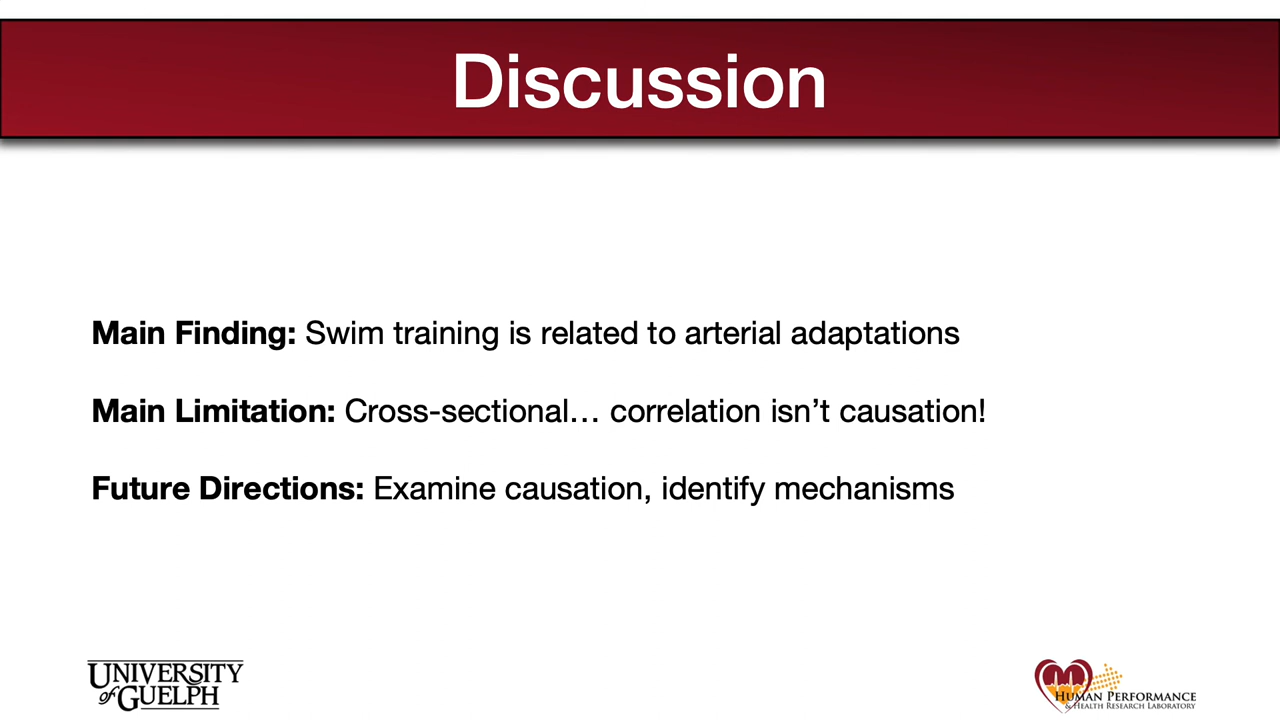 Discussion
Main Finding: Swim training is related to arterial adaptations
Main Limitation: Cross-sectional… correlation isn’t causation!
Future Directions: Examine causation, identify mechanisms
UNIVERSITY
of GUELPH
HUMAN PERFORMANCE
& HEALTH RESEARCH LABORATORY